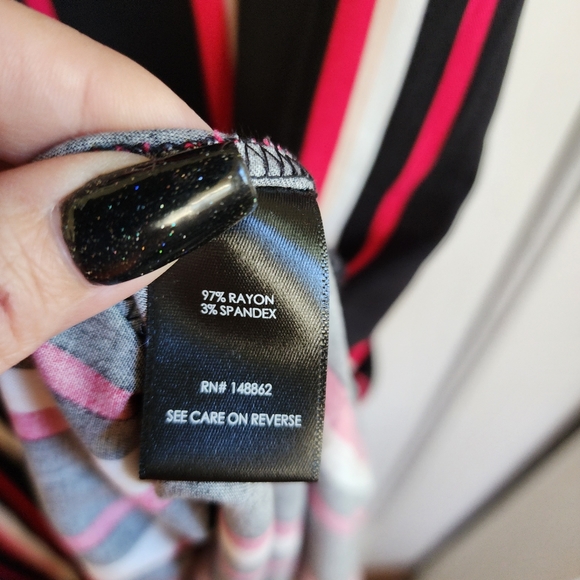 97% RAYON
3% SPANDEX
RN# 148862
SEE CARE ON REVERSE